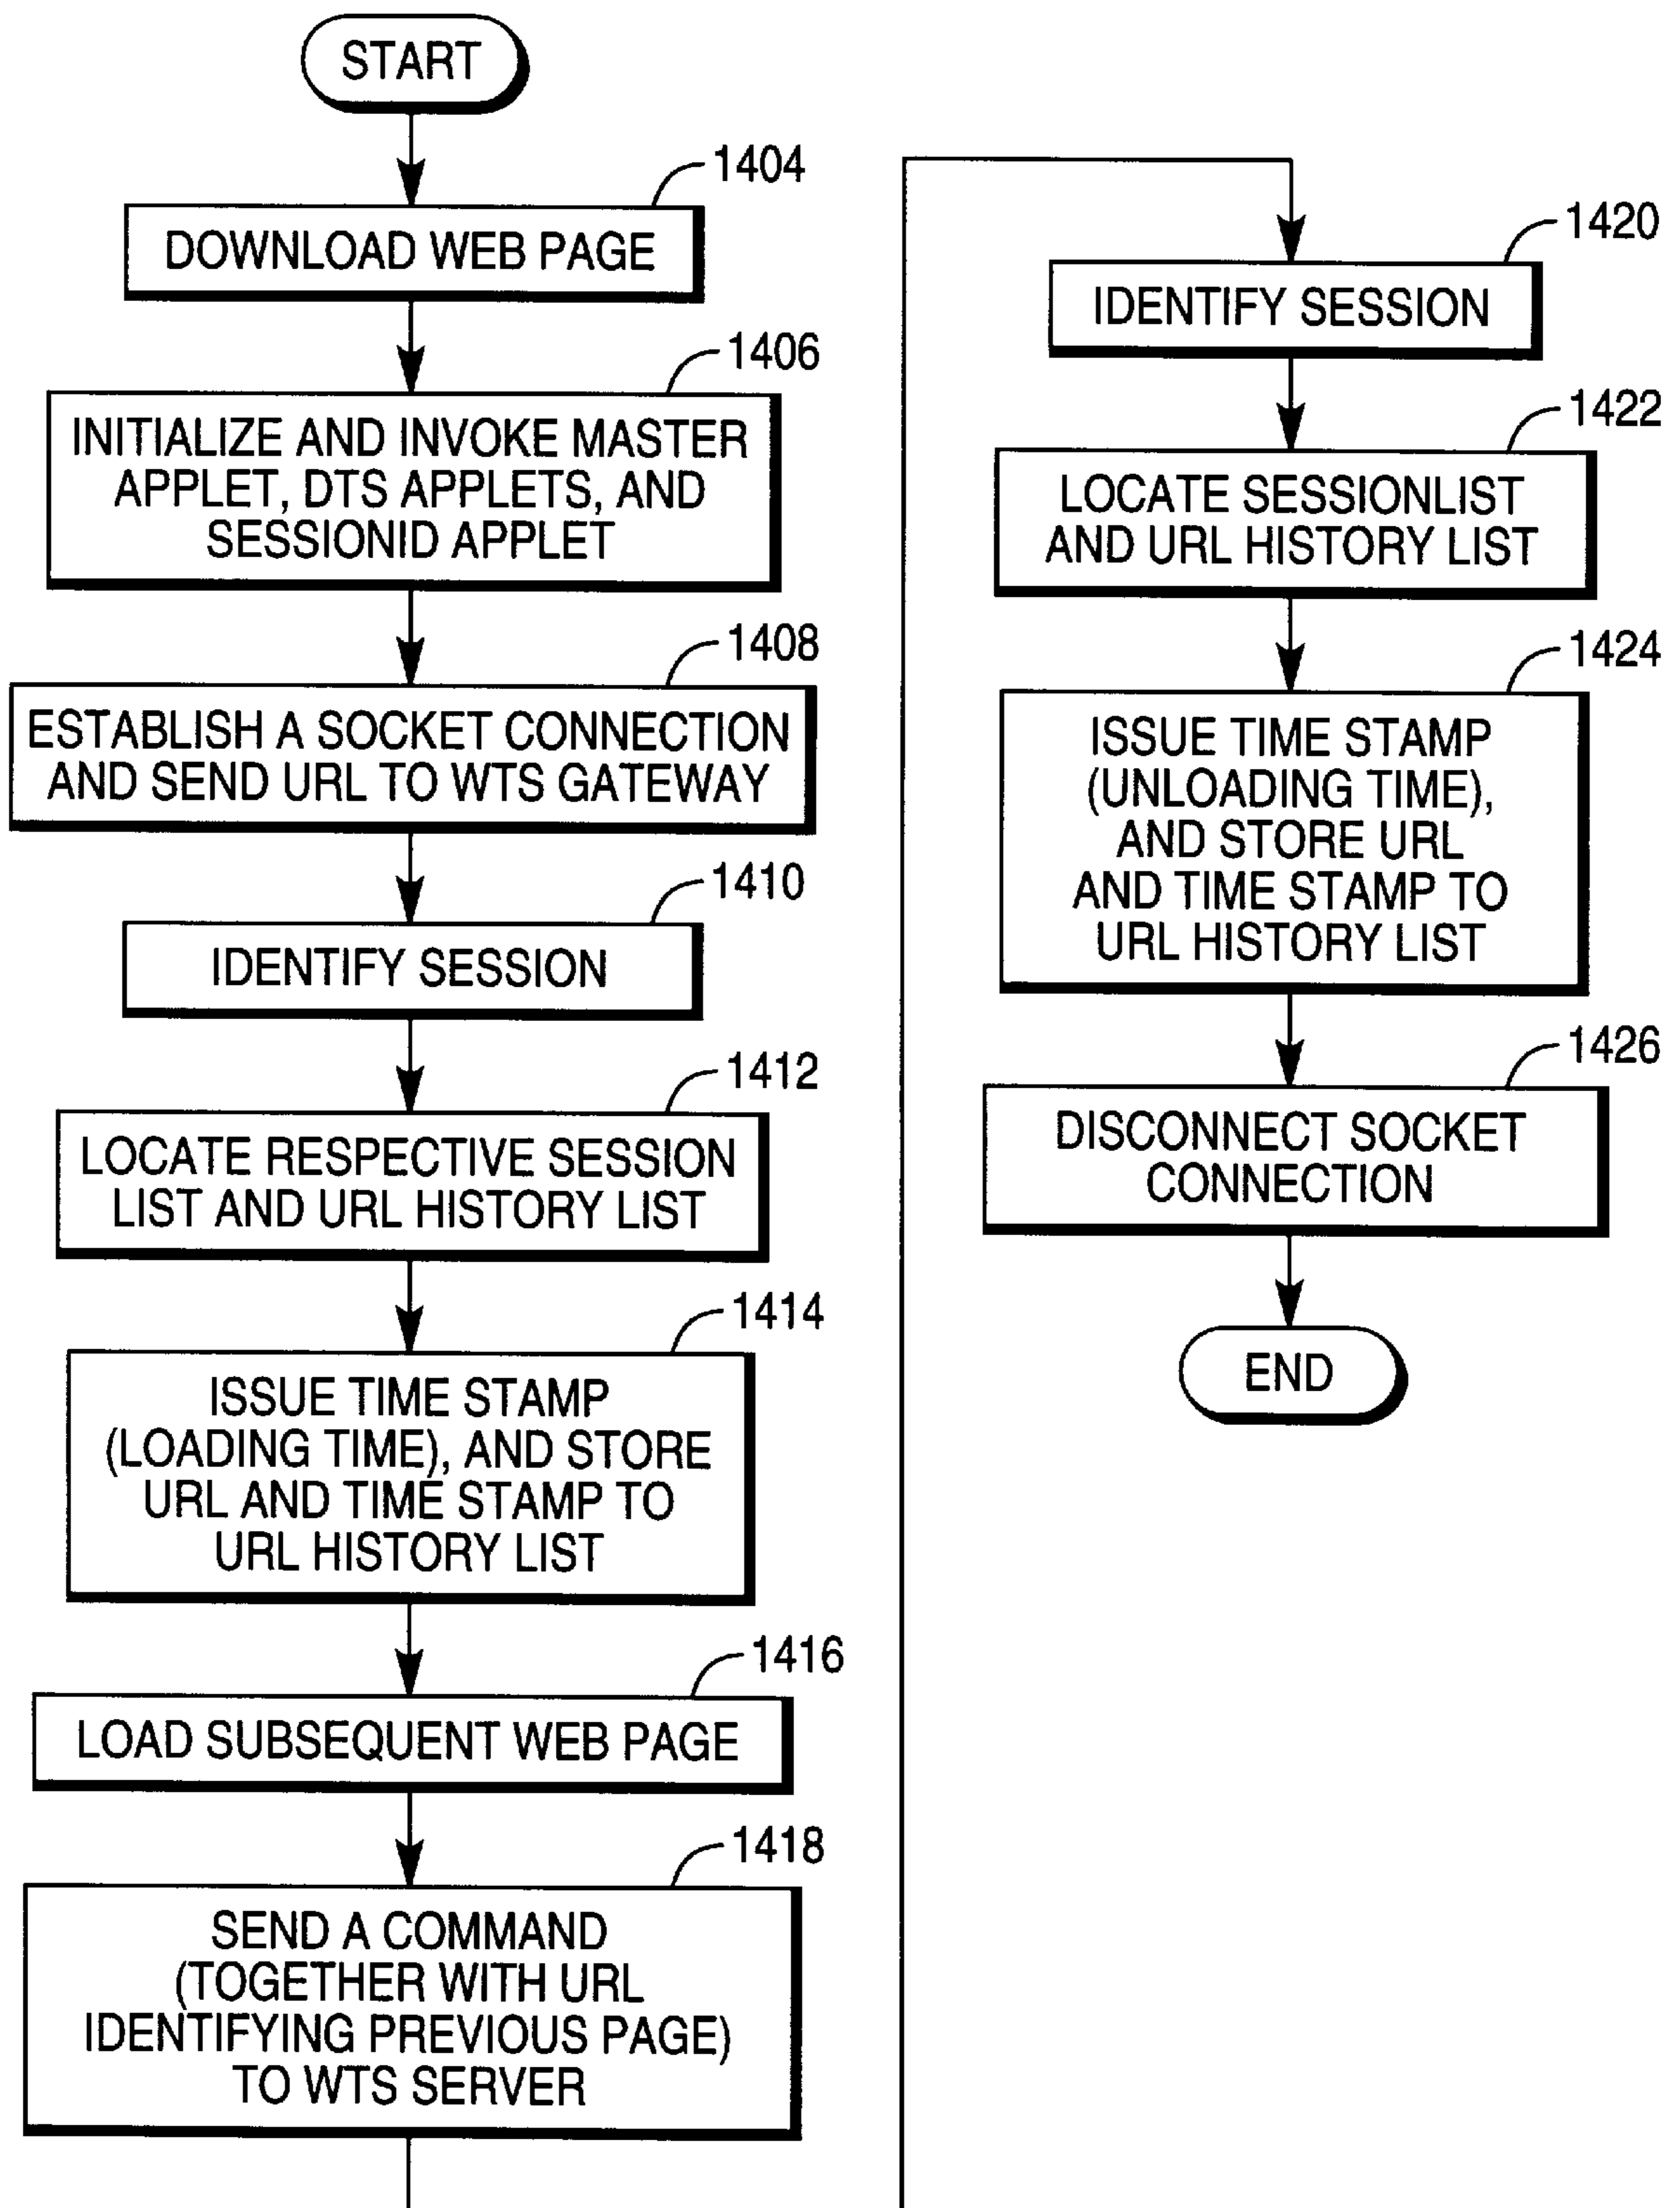 START
1404
DOWNLOAD WEB PAGE
1406
INITIALIZE AND INVOKE MASTER
APPLET, DTS APPLETS, AND
SESSIONID APPLET
1408
ESTABLISH A SOCKET CONNECTION
AND SEND URL TO WTS GATEWAY
1410
IDENTIFY SESSION
1412
LOCATE RESPECTIVE SESSION
LIST AND URL HISTORY LIST
1414
ISSUE TIME STAMP
(LOADING TIME), AND STORE
URL AND TIME STAMP TO
URL HISTORY LIST
1416
LOAD SUBSEQUENT WEB PAGE
1418
SEND A COMMAND
(TOGETHER WITH URL
IDENTIFYING PREVIOUS PAGE)
TO WTS SERVER
1420
IDENTIFY SESSION
1422
LOCATE SESSIONLIST
AND URL HISTORY LIST
1424
ISSUE TIME STAMP
(UNLOADING TIME),
AND STORE URL
AND TIME STAMP TO
URL HISTORY LIST
1426
DISCONNECT SOCKET
CONNECTION
END